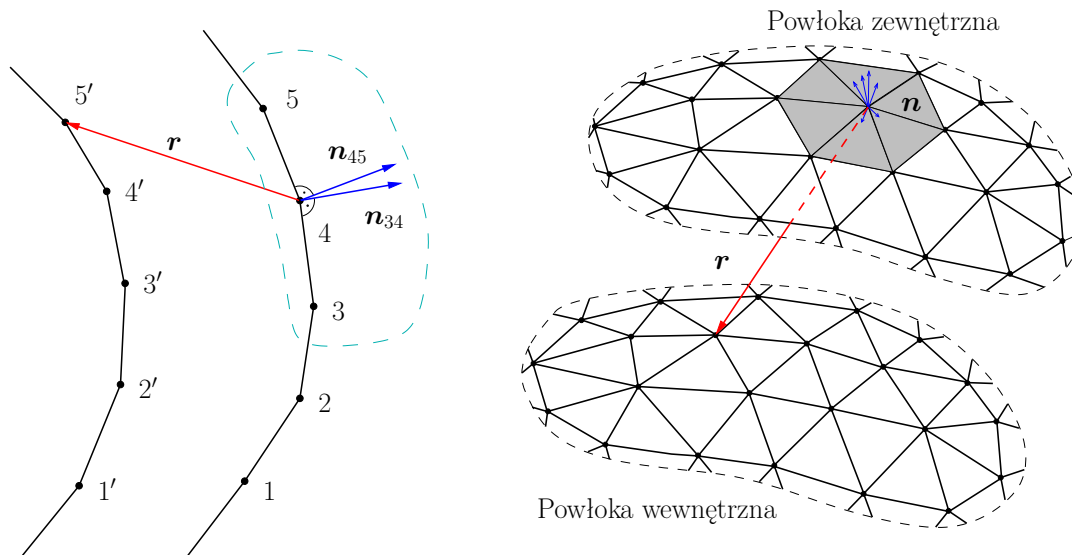 5′
r
4′
3′
2′
1′
5
n₄₅
n₃₄
4
3
2
1
Powłoka zewnętrzna
n
r
Powłoka wewnętrzna